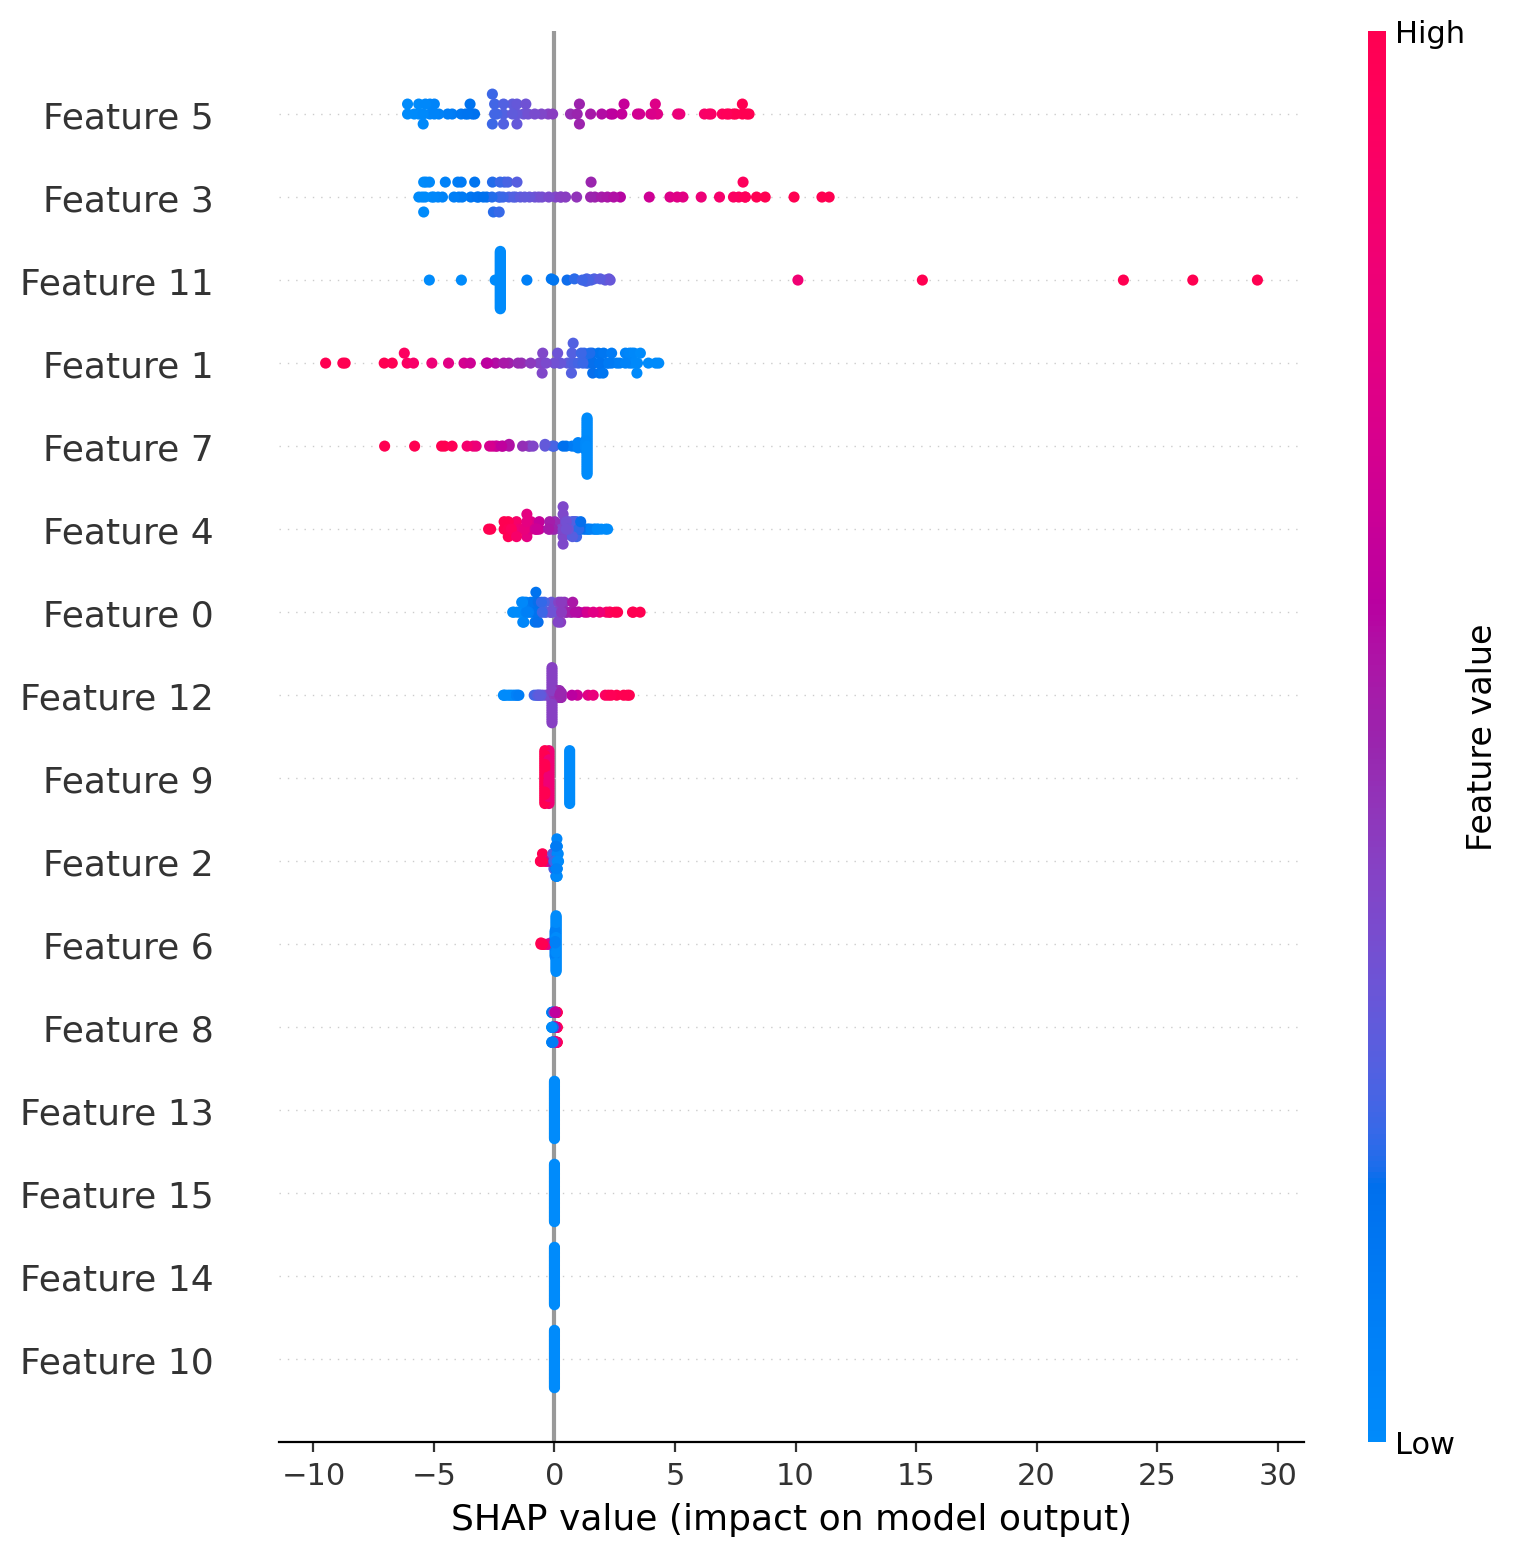 High
Feature 5
Feature 3
Feature 11
Feature 1
Feature 7
Feature 4
Feature 0
Feature 12
Feature 9
Feature 2
Feature 6
Feature 8
Feature 13
Feature 15
Feature 14
Feature 10
Feature value
Low
−10 −5 0 5 10 15 20 25 30
SHAP value (impact on model output)